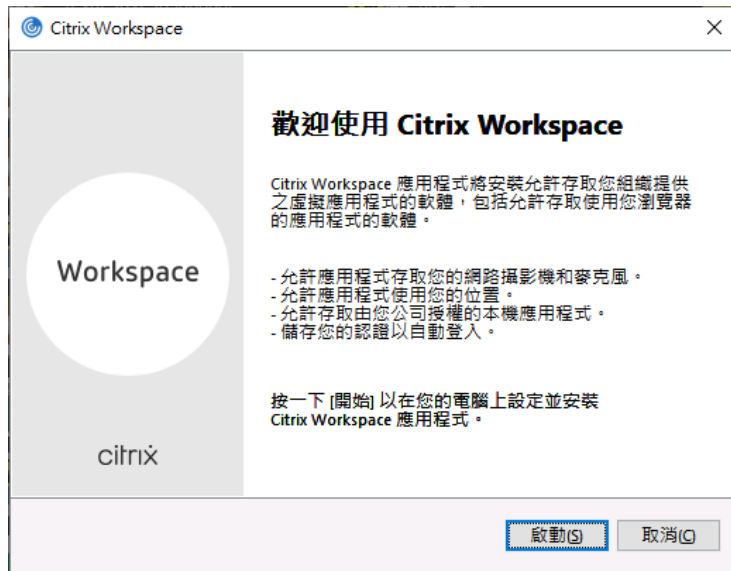 Citrix Workspace
歡迎使用 Citrix Workspace
Citrix Workspace 應用程式將安裝允許存取您組織提供
之虛擬應用程式的軟體，包括允許存取使用您瀏覽器
的應用程式的軟體。
Workspace
- 允許應用程式存取您的網路攝影機和麥克風。
- 允許應用程式使用您的位置。
- 允許存取由您公司授權的本機應用程式。
- 儲存您的認證以自動登入。
按一下 [開始] 以在您的電腦上設定並安裝
Citrix Workspace 應用程式。
citrix
啟動(S)
取消(C)